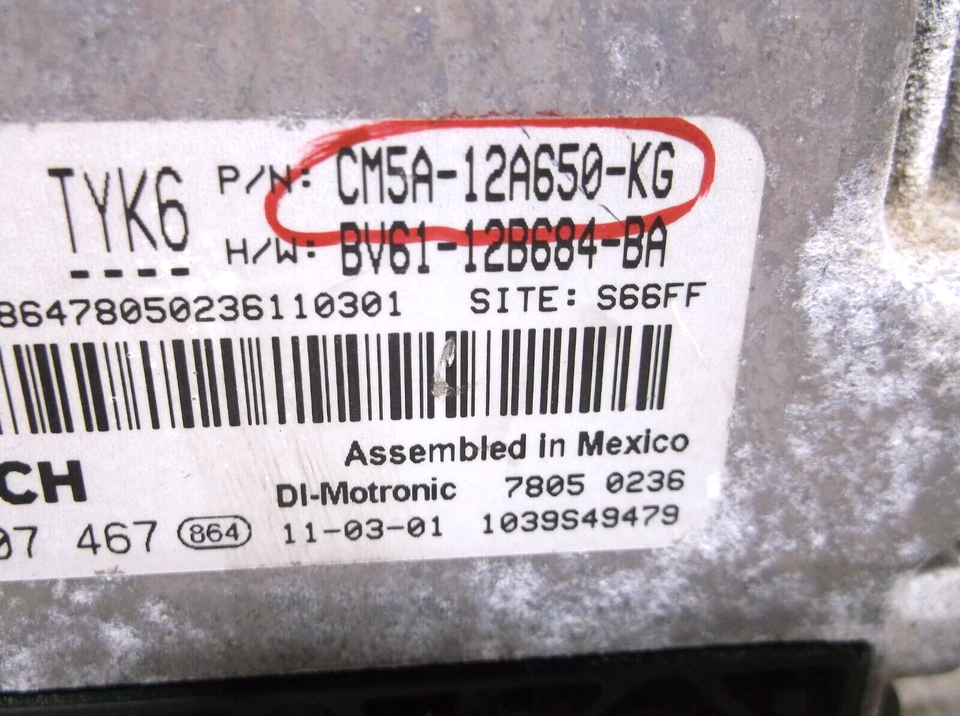 TYK6 P/N: CM5A-12A650-KG
H/W: BV61-12B684-BA
86478050236110301 SITE: S66FF
Assembled in Mexico
CH DI-Motronic 7805 0236
07 467 864 11-03-01 1039S49479